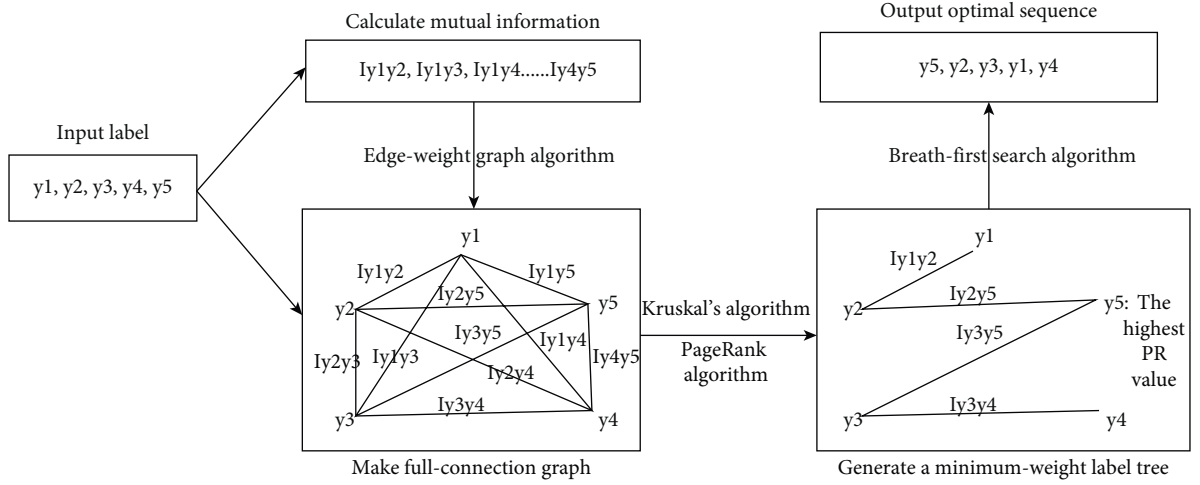 Input label
y1, y2, y3, y4, y5
Calculate mutual information
Iy1y2, Iy1y3, Iy1y4......Iy4y5
Edge-weight graph algorithm
y1
Iy1y2
Iy1y5
y2
Iy2y5
y5
Iy3y5
Iy1y4
Iy2y3
Iy1y3
Iy4y5
Iy2y4
Iy3y4
y3
y4
Make full-connection graph
Kruskal's algorithm
PageRank
algorithm
Output optimal sequence
y5, y2, y3, y1, y4
Breath-first search algorithm
y1
Iy1y2
Iy2y5
y2
y5: The
highest
PR
value
Iy3y5
Iy3y4
y3
y4
Generate a minimum-weight label tree